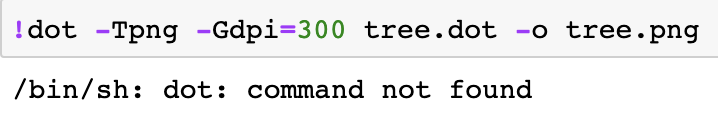 !dot -Tpng -Gdpi=300 tree.dot -o tree.png
/bin/sh: dot: command not found